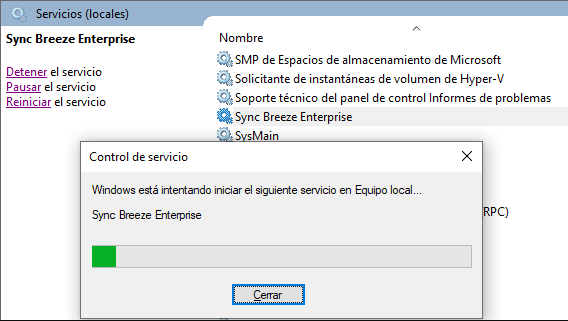 Servicios (locales)
Sync Breeze Enterprise
Detener el servicio
Pausar el servicio
Reiniciar el servicio
Nombre
SMP de Espacios de almacenamiento de Microsoft
Solicitante de instantáneas de volumen de Hyper-V
Soporte técnico del panel de control Informes de problemas
Sync Breeze Enterprise
SysMain
RPC)
Control de servicio
Windows está intentando iniciar el siguiente servicio en Equipo local...
Sync Breeze Enterprise
Cerrar